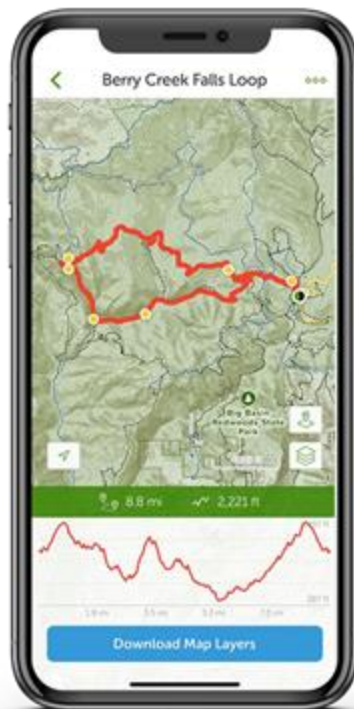 Berry Creek Falls Loop
Big Basin
Redwoods State
Park
8.8 mi 2,221 ft
Download Map Layers